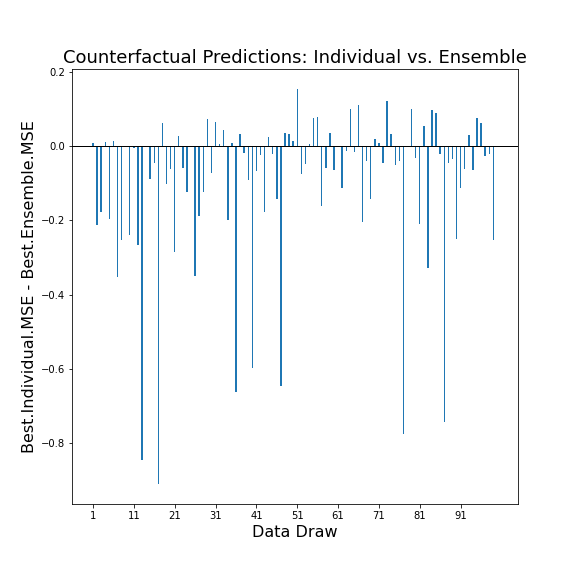 Counterfactual Predictions: Individual vs. Ensemble
0.2
0.0
−0.2
−0.4
−0.6
−0.8
Best.Individual.MSE - Best.Ensemble.MSE
1 11 21 31 41 51 61 71 81 91
Data Draw